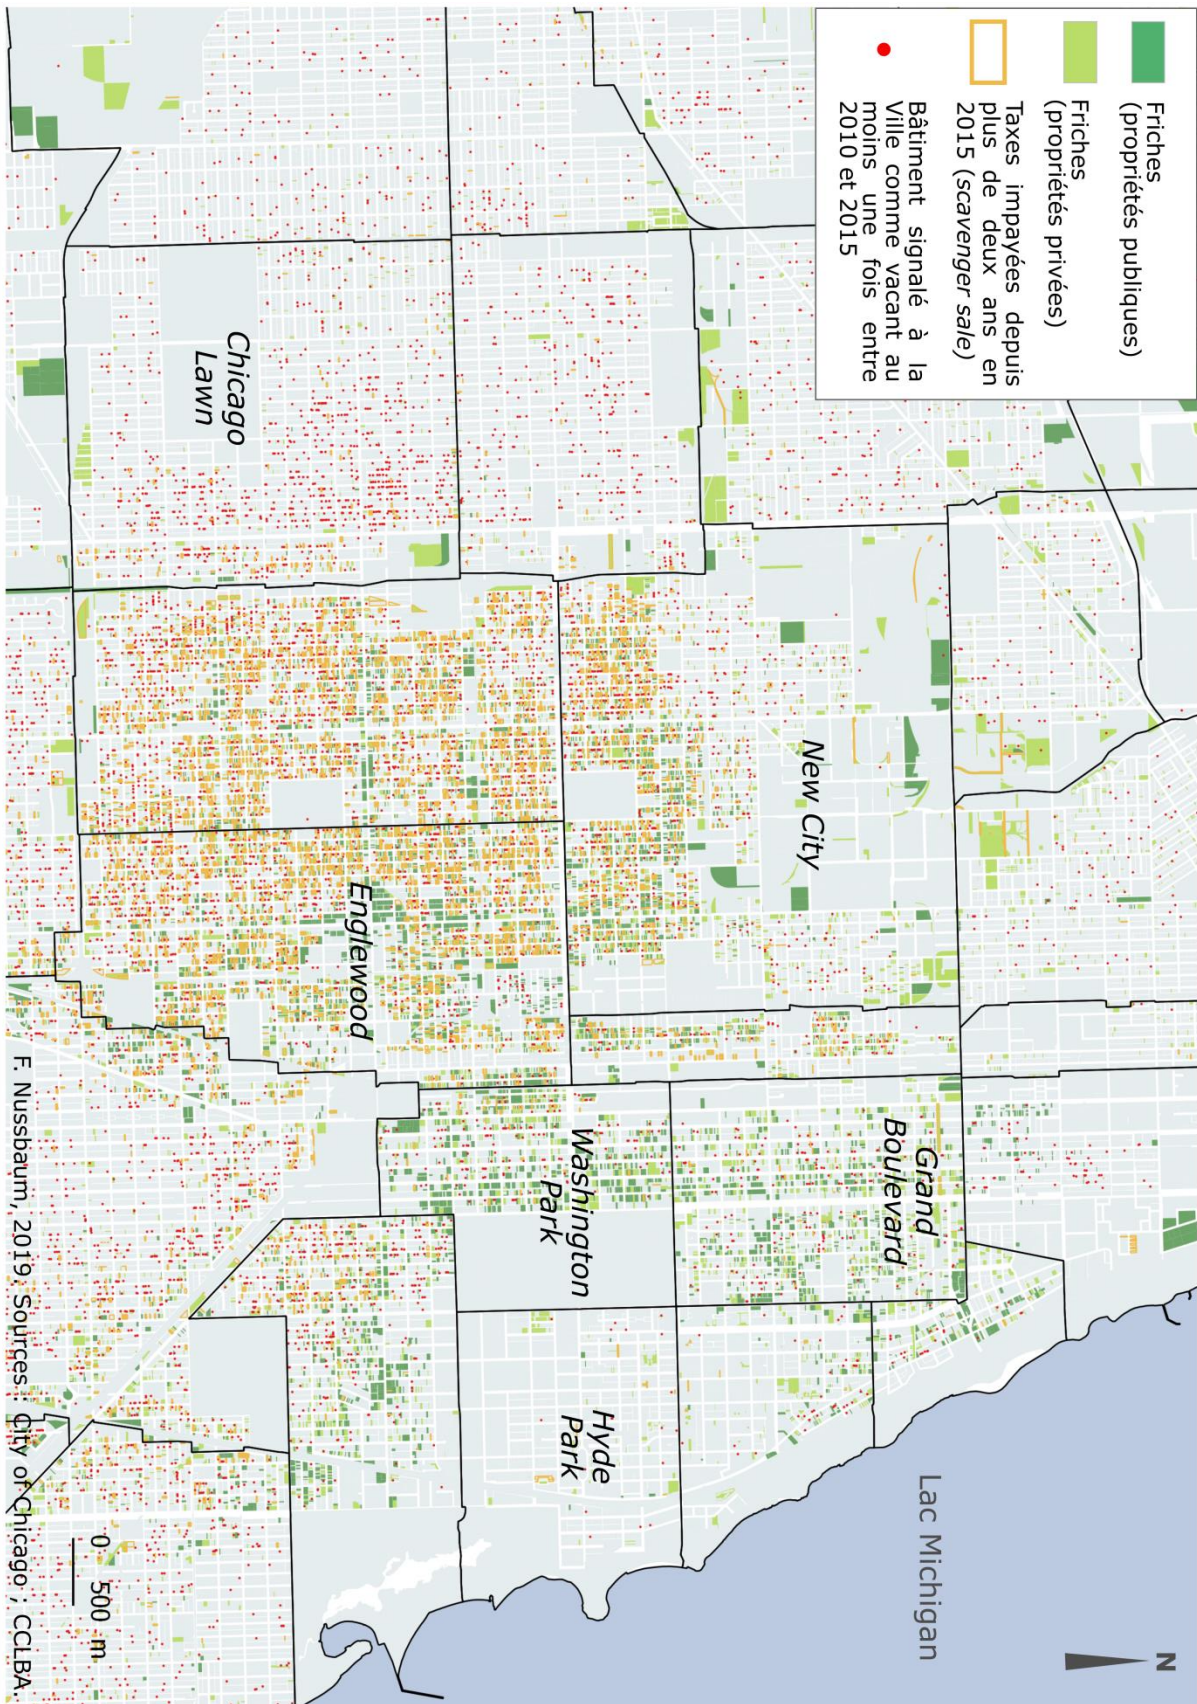 Friches
(propriétés publiques)
Friches
(propriétés privées)
Taxes impayées depuis
plus de deux ans en
2015 (scavenger sale)
Bâtiment signalé à la
Ville comme vacant au
moins une fois entre
2010 et 2015
N
Lac Michigan
Grand
Boulevard
New City
Washington
Park
Hyde
Park
Englewood
Chicago
Lawn
0 500 m
F. Nussbaum, 2019. Sources : City of Chicago ; CCLBA.